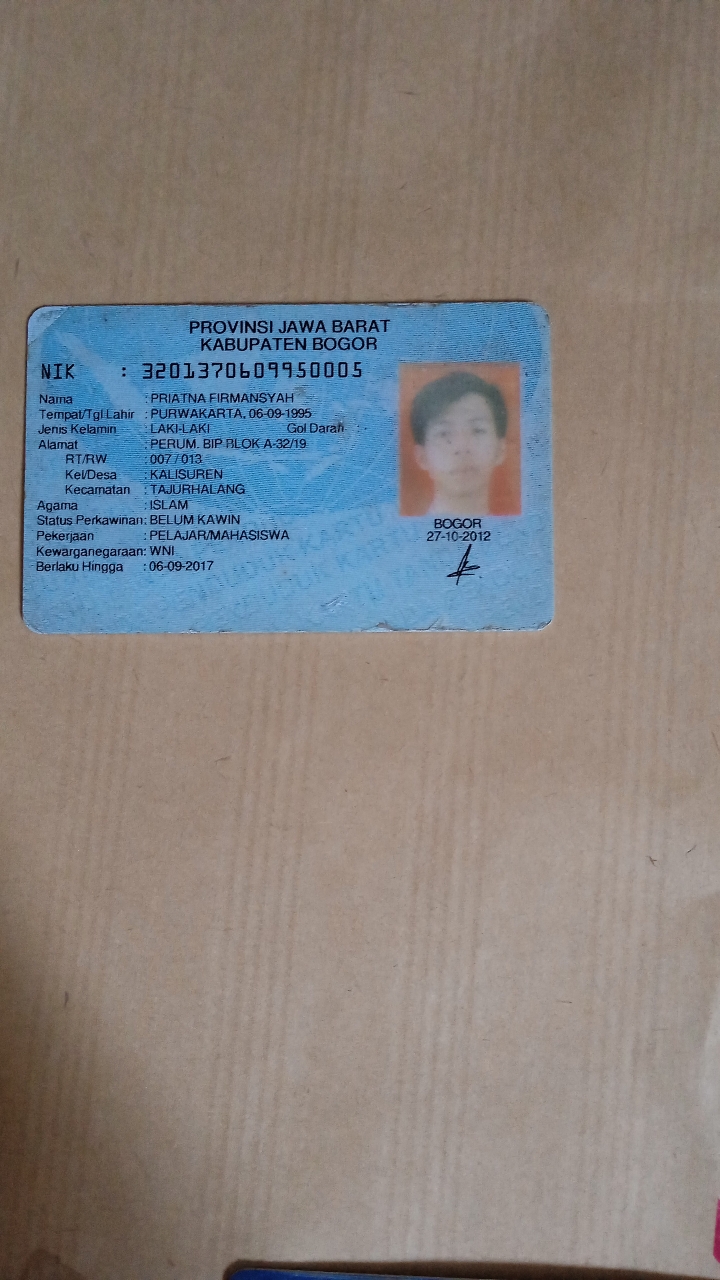 PROVINSI JAWA BARAT
KABUPATEN BOGOR
NIK : 3201370609950005
Nama : PRIATNA FIRMANSYAH
Tempat/Tgl Lahir : PURWAKARTA, 06-09-1995
Jenis Kelamin : LAKI-LAKI Gol Darah : -
Alamat : PERUM. BIP BLOK A-32/19
RT/RW : 007 / 013
Kel/Desa : KALISUREN
Kecamatan : TAJURHALANG
Agama : ISLAM
Status Perkawinan: BELUM KAWIN
Pekerjaan : PELAJAR/MAHASISWA
Kewarganegaraan: WNI
Berlaku Hingga : 06-09-2017
BOGOR
27-10-2012